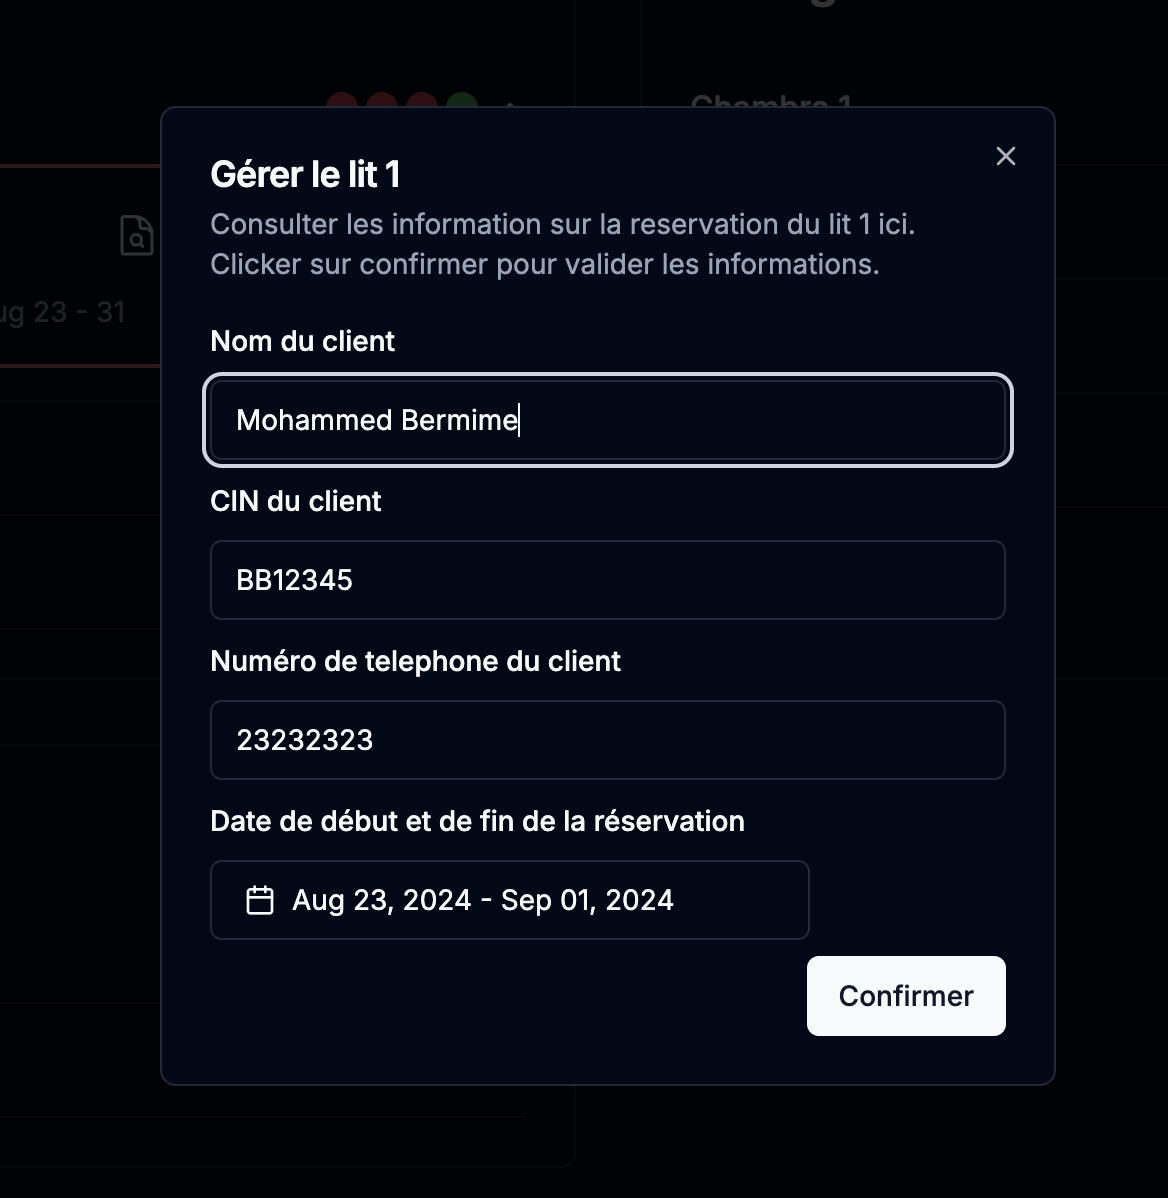 Chambre 1
Gérer le lit 1
Consulter les information sur la reservation du lit 1 ici.
Clicker sur confirmer pour valider les informations.
ug 23 - 31
Nom du client
Mohammed Bermime
CIN du client
BB12345
Numéro de telephone du client
23232323
Date de début et de fin de la réservation
Aug 23, 2024 - Sep 01, 2024
Confirmer